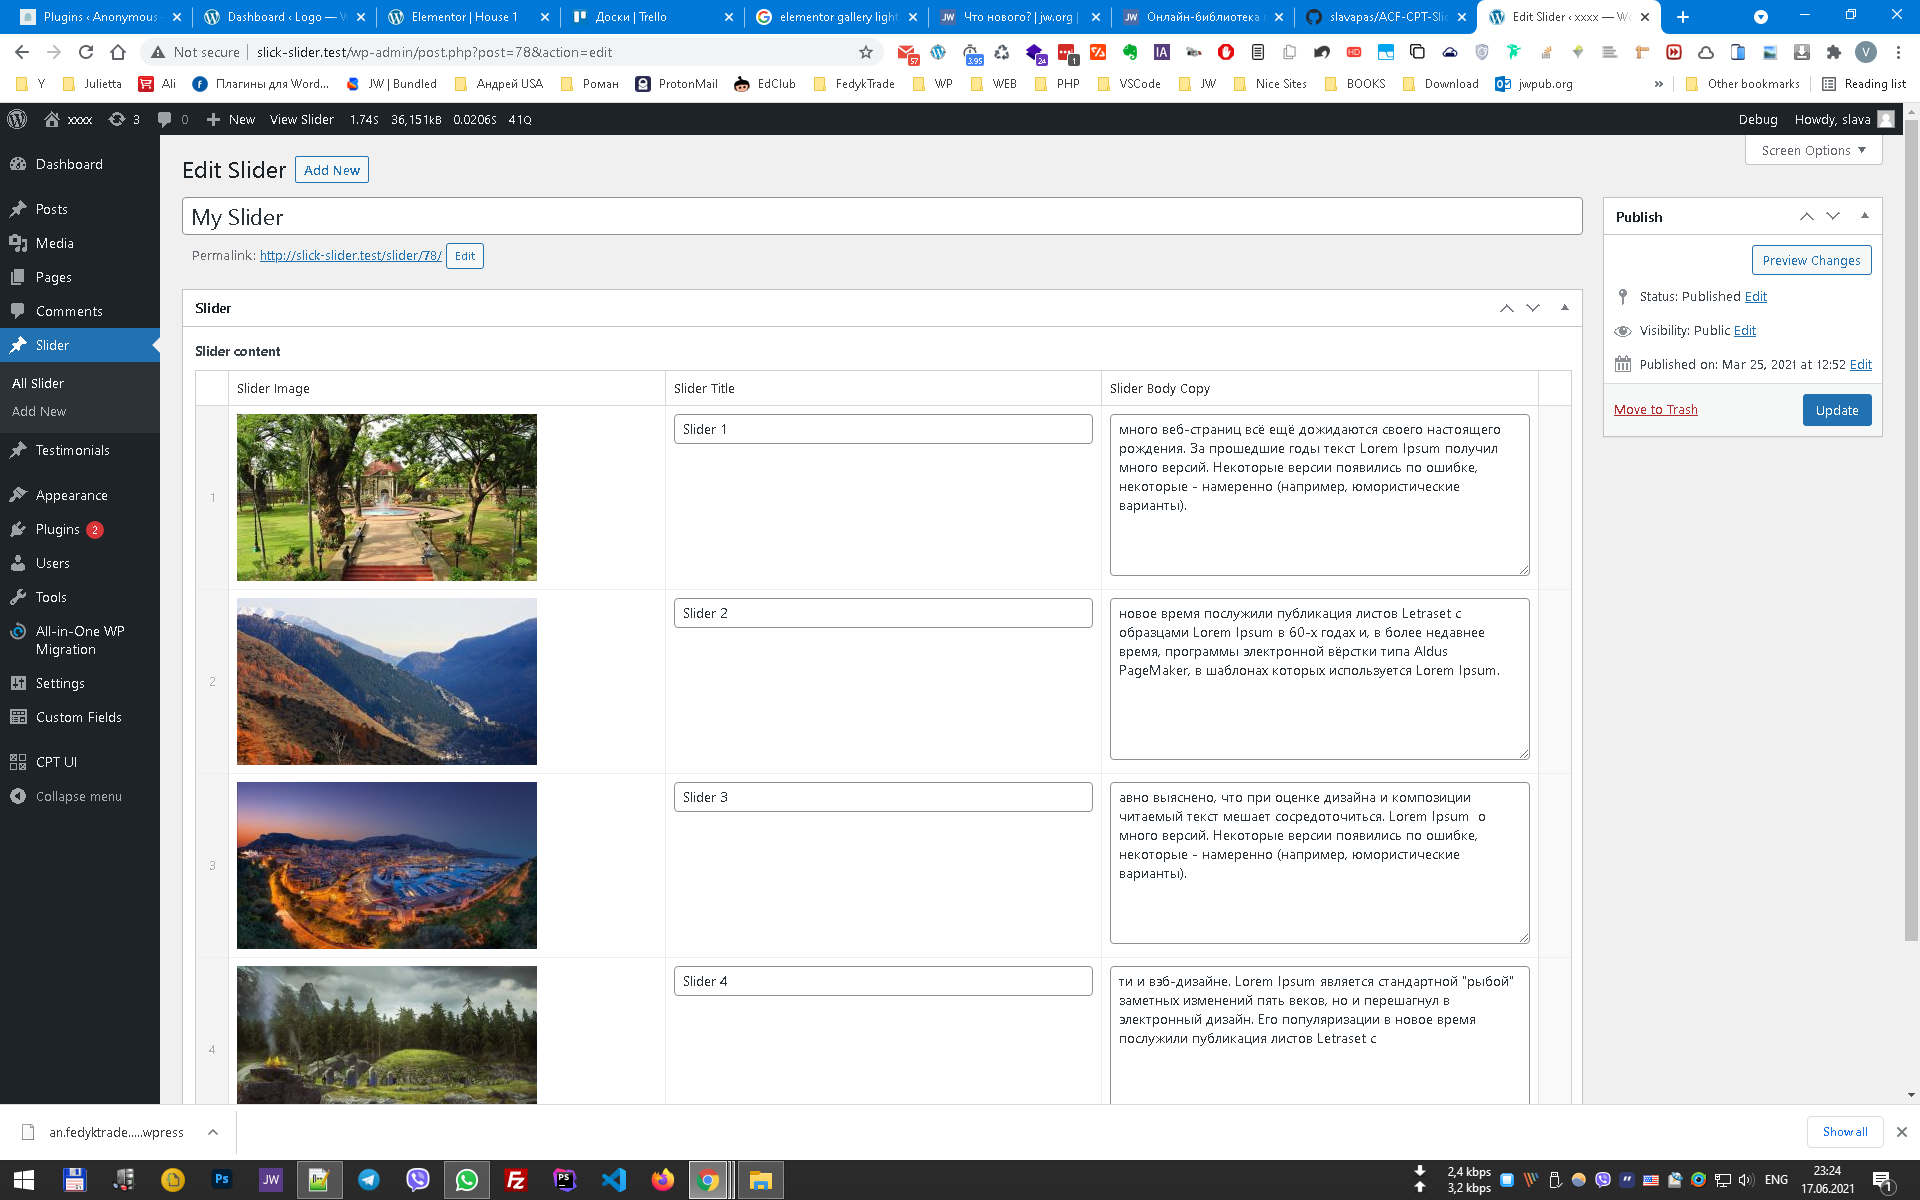 Plugins ‹ Anonymous
Dashboard ‹ Logo — 
Elementor | House 1
Доски | Trello
elementor gallery light
Что нового? | jw.org
Онлайн-библиотека
slavapas/ACF-CPT-Sli
Edit Slider ‹ xxxx — W
Not secure
slick-slider.test/wp-admin/post.php?post=78&action=edit
57
3.95
24
1
V
Y
Julietta
Ali
Плагины для Word...
JW | Bundled
Андрей USA
Роман
ProtonMail
EdClub
FedykTrade
WP
WEB
PHP
VSCode
JW
Nice Sites
BOOKS
Download
jwpub.org
»
Other bookmarks
Reading list
xxxx
3
0
New
View Slider
1.74S
36,151kB
0.0206S
41Q
Debug
Howdy, slava
Dashboard
Posts
Media
Pages
Comments
Slider
All Slider
Add New
Testimonials
Appearance
Plugins 2
Users
Tools
All-in-One WP
Migration
Settings
Custom Fields
CPT UI
Collapse menu
Screen Options
Edit Slider
Add New
My Slider
Permalink: http://slick-slider.test/slider/78/ Edit
Slider
Slider content
Slider Image
Slider Title
Slider Body Copy
1
Slider 1
много веб-страниц всё ещё дожидаются своего настоящего
рождения. За прошедшие годы текст Lorem Ipsum получил
много версий. Некоторые версии появились по ошибке,
некоторые - намеренно (например, юмористические
варианты).
2
Slider 2
новое время послужили публикация листов Letraset с
образцами Lorem Ipsum в 60-х годах и, в более недавнее
время, программы электронной вёрстки типа Aldus
PageMaker, в шаблонах которых используется Lorem Ipsum.
3
Slider 3
авно выяснено, что при оценке дизайна и композиции
читаемый текст мешает сосредоточиться. Lorem Ipsum  о
много версий. Некоторые версии появились по ошибке,
некоторые - намеренно (например, юмористические
варианты).
4
Slider 4
ти и вэб-дизайне. Lorem Ipsum является стандартной "рыбой"
заметных изменений пять веков, но и перешагнул в
электронный дизайн. Его популяризации в новое время
послужили публикация листов Letraset с
Publish
Preview Changes
Status: Published Edit
Visibility: Public Edit
Published on: Mar 25, 2021 at 12:52 Edit
Move to Trash
Update
an.fedyktrade.....wpress
Show all
Ps
JW
PS
2,4 kbps
3,2 kbps
ENG
23:24
17.06.2021
1